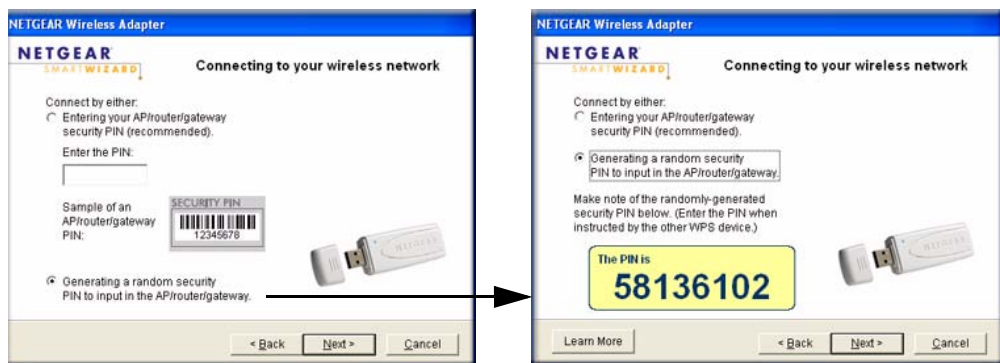 NETGEAR Wireless Adapter
NETGEAR
SMARTWIZARD
Connecting to your wireless network
Connect by either:
Entering your AP/router/gateway
security PIN (recommended).
Enter the PIN:
Sample of an
AP/router/gateway
PIN:
SECURITY PIN
12345678
NETGEAR
Generating a random security
PIN to input in the AP/router/gateway.
< Back
Next >
Cancel
NETGEAR Wireless Adapter
NETGEAR
SMARTWIZARD
Connecting to your wireless network
Connect by either:
Entering your AP/router/gateway
security PIN (recommended).
Generating a random security
PIN to input in the AP/router/gateway.
Make note of the randomly-generated
security PIN below. (Enter the PIN when
instructed by the other WPS device.)
The PIN is
58136102
NETGEAR
Learn More
< Back
Next >
Cancel